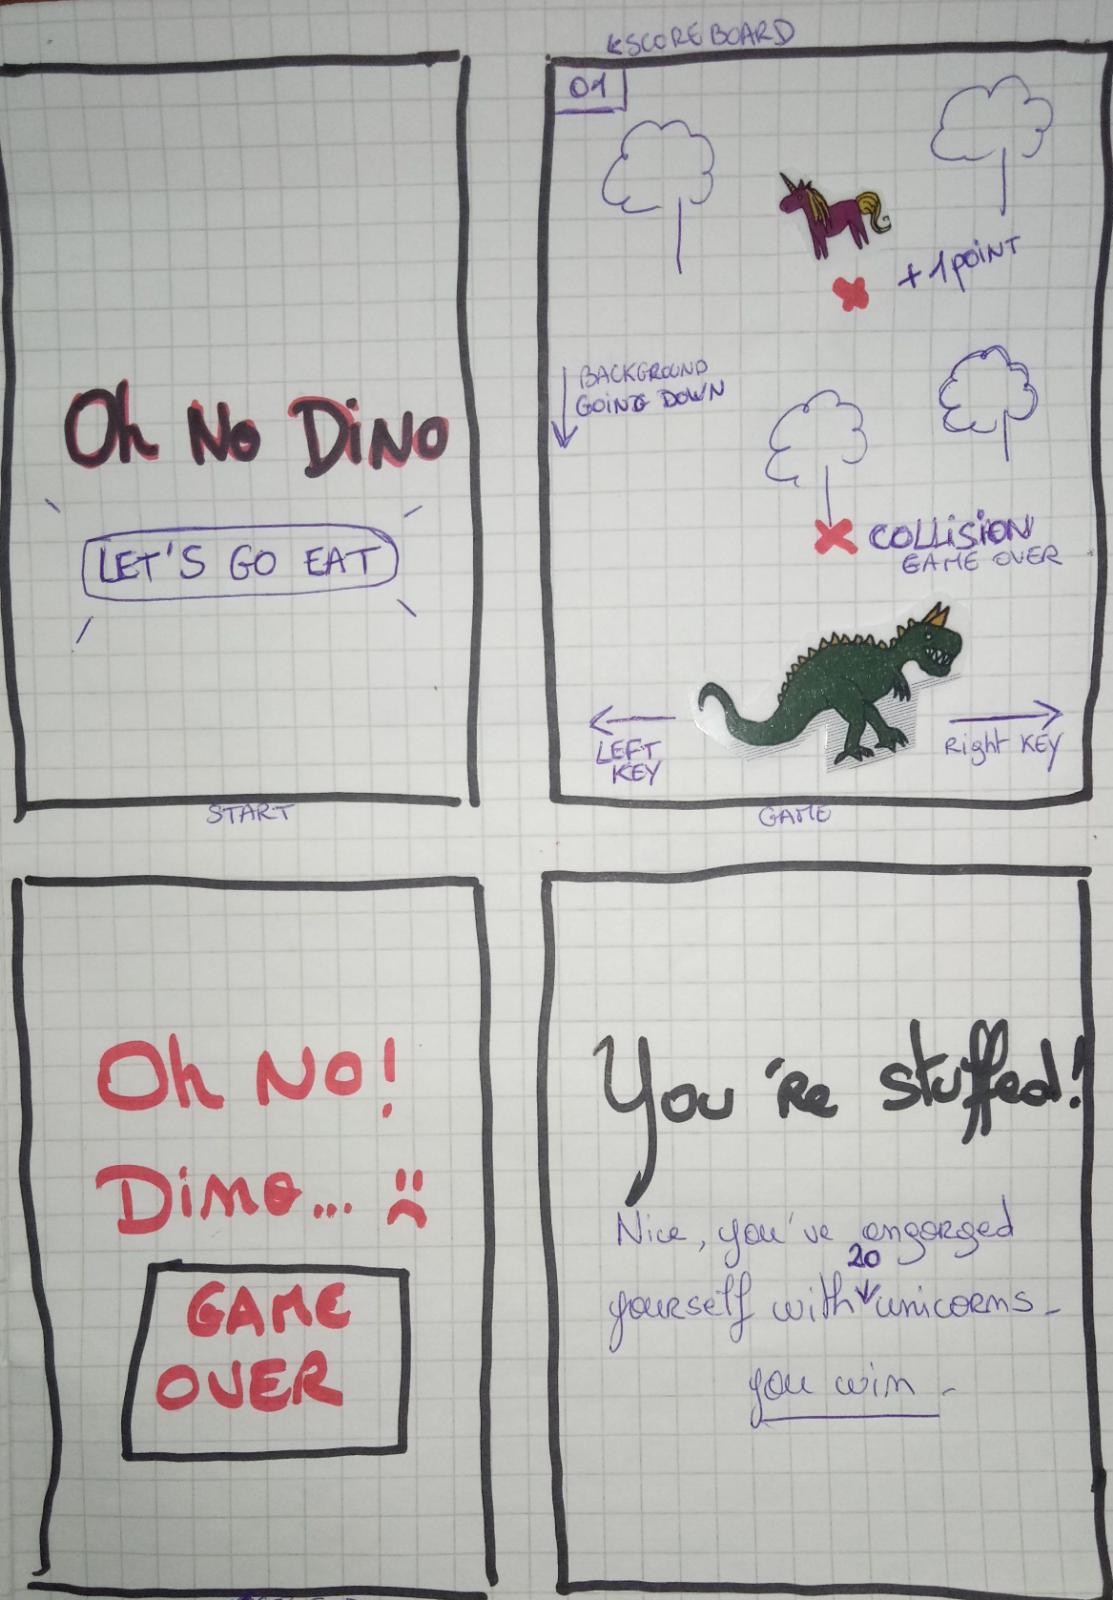 Oh No DiNO
LET'S GO EAT
START
SCOREBOARD
01
+1 POINT
BACKGROUND
GOING DOWN
COLLISION
GAME OVER
LEFT
KEY
Right KEY
GAME
Oh NO!
Dino... :(
GAME
OVER
You're stuffed!
Nice, you've engorged
20
yourself with unicorns.
you win.